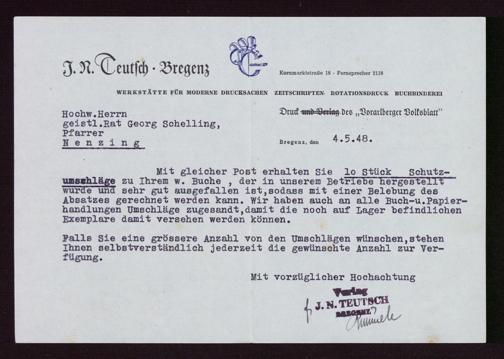 J. N. Teutsch · Bregenz
Kornmarktstraße 18 - Fernsprecher 2138
WERKSTÄTTE FÜR MODERNE DRUCKSACHEN ZEITSCHRIFTEN- ROTATIONSDRUCK BUCHBINDEREI
Druck und Verlag des „Vorarlberger Volksblatt"
Hochw.Herrn
geistl.Rat Georg Schelling,
Pfarrer
N e n z i n g
Bregenz, den 4.5.48.
Mit gleicher Post erhalten Sie lo Stück Schutz-
umschläge zu Ihrem w. Buche , der in unserem Betriebe hergestellt
wurde und sehr gut ausgefallen ist,sodass mit einer Belebung des
Absatzes gerechnet werden kann. Wir haben auch an alle Buch-u.Papier-
handlungen Umschläge zugesandt,damit die noch auf Lager befindlichen
Exemplare damit versehen werden können.
Falls Sie eine grössere Anzahl von den Umschlägen wünschen,stehen
Ihnen selbstverständlich jederzeit die gewünschte Anzahl zur Ver-
fügung.
Mit vorzüglicher Hochachtung
Verlag
J. N. TEUTSCH
BREGENZ